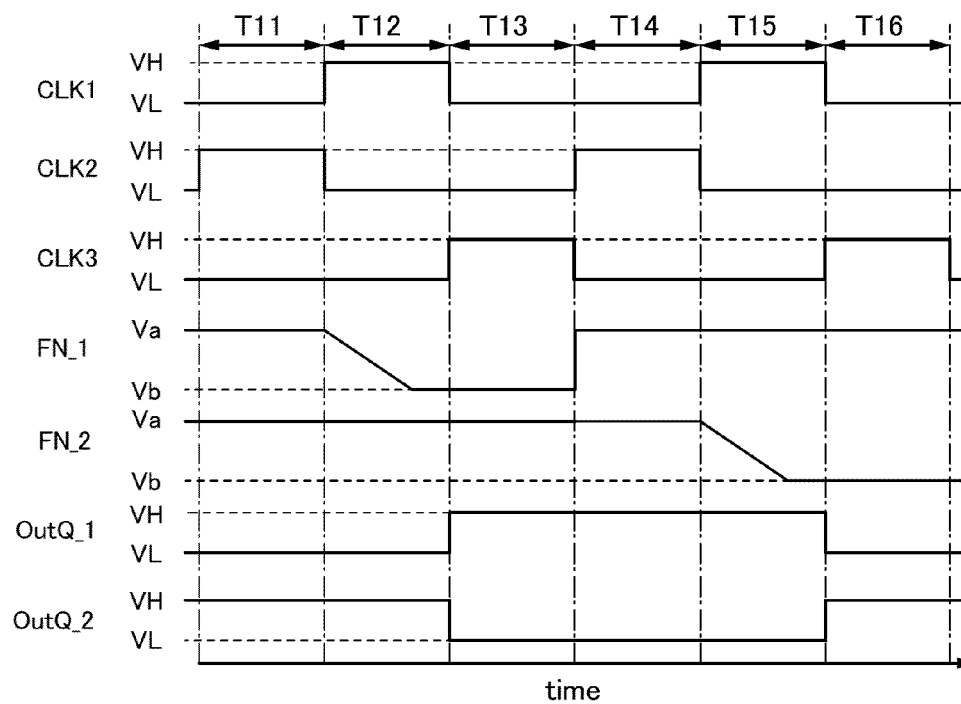 T11 T12 T13 T14 T15 T16
VH
CLK1
VL
VH
CLK2
VL
VH
CLK3
VL
Va
FN_1
Vb
Va
FN_2
Vb
VH
OutQ_1
VL
VH
OutQ_2
VL
time